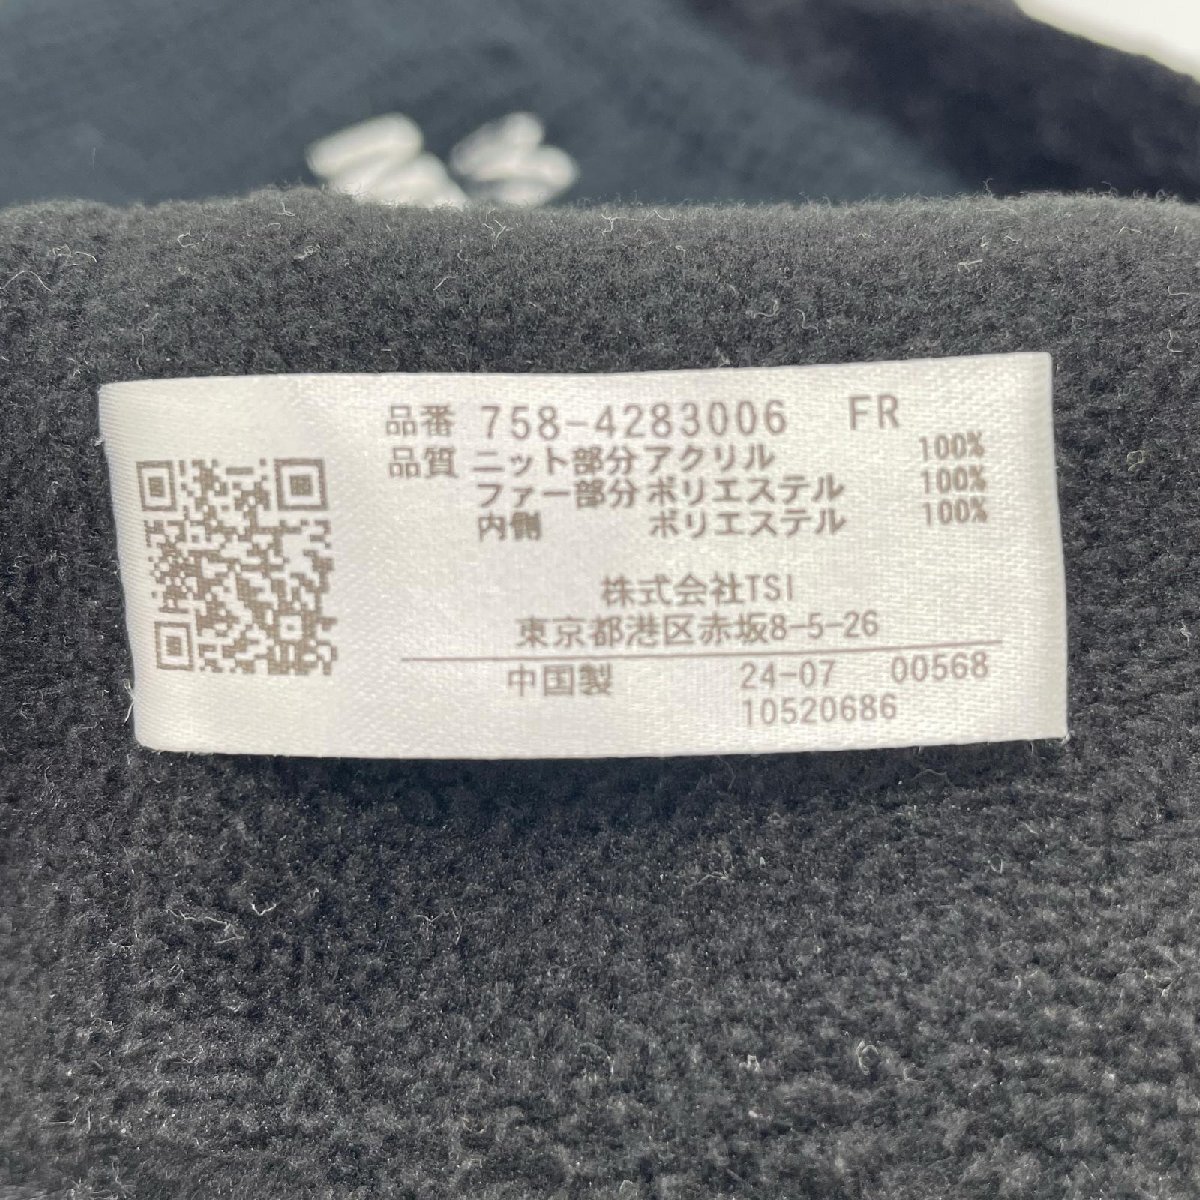 品番 758-4283006 FR
品質 ニット部分アクリル 100%
ファー部分ポリエステル 100%
内側 ポリエステル 100%
株式会社TSI
東京都港区赤坂8-5-26
中国製 24-07 00568
10520686